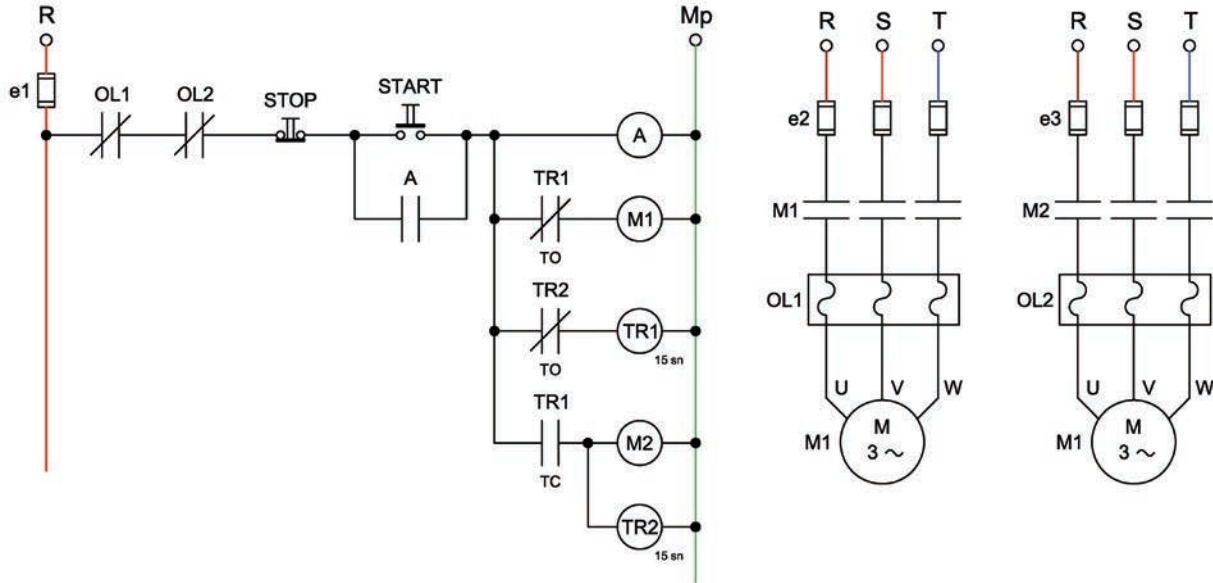 R
Mp
e1
OL1
OL2
STOP
START
A
A
TR1
TO
M1
TR2
TO
TR1
15 sn
TR1
TC
M2
TR2
15 sn
R S T
e2
M1
OL1
U V W
M1
M
3 ~
R S T
e3
M2
OL2
U V W
M1
M
3 ~